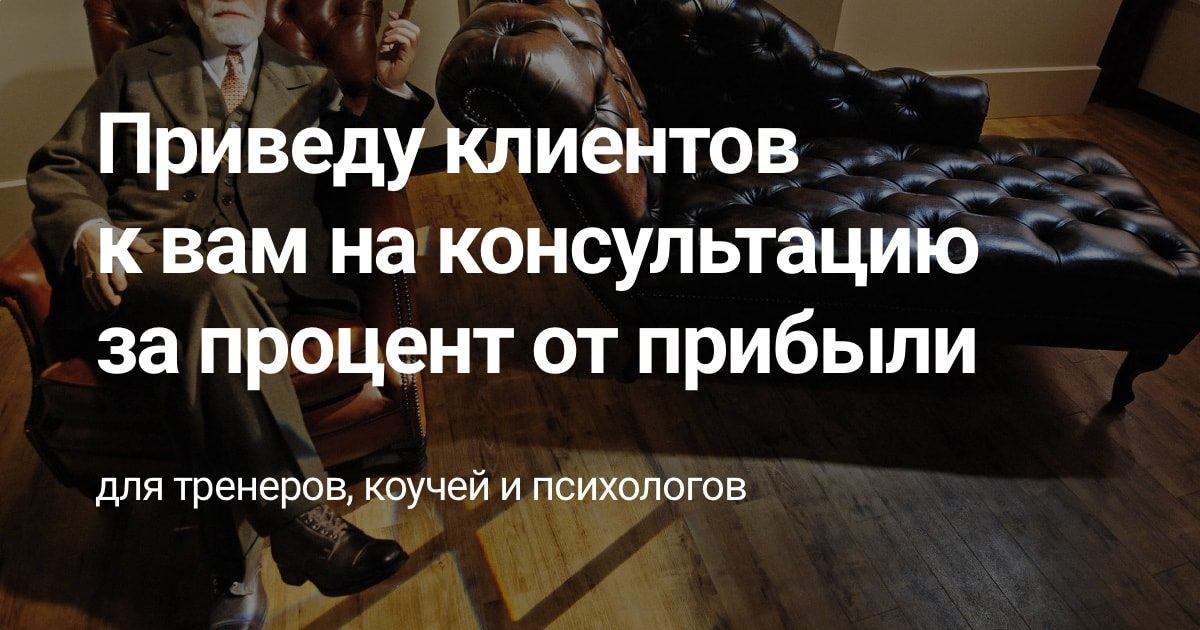 Приведу клиентов
к вам на консультацию
за процент от прибыли
для тренеров, коучей и психологов